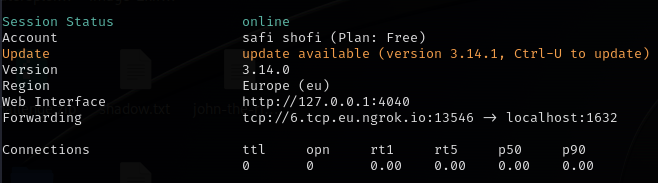 Session Status online
Account safi shofi (Plan: Free)
Update update available (version 3.14.1, Ctrl-U to update)
Version 3.14.0
Region Europe (eu)
Web Interface http://127.0.0.1:4040
Forwarding tcp://6.tcp.eu.ngrok.io:13546 -> localhost:1632
Connections ttl opn rt1 rt5 p50 p90
0 0 0.00 0.00 0.00 0.00